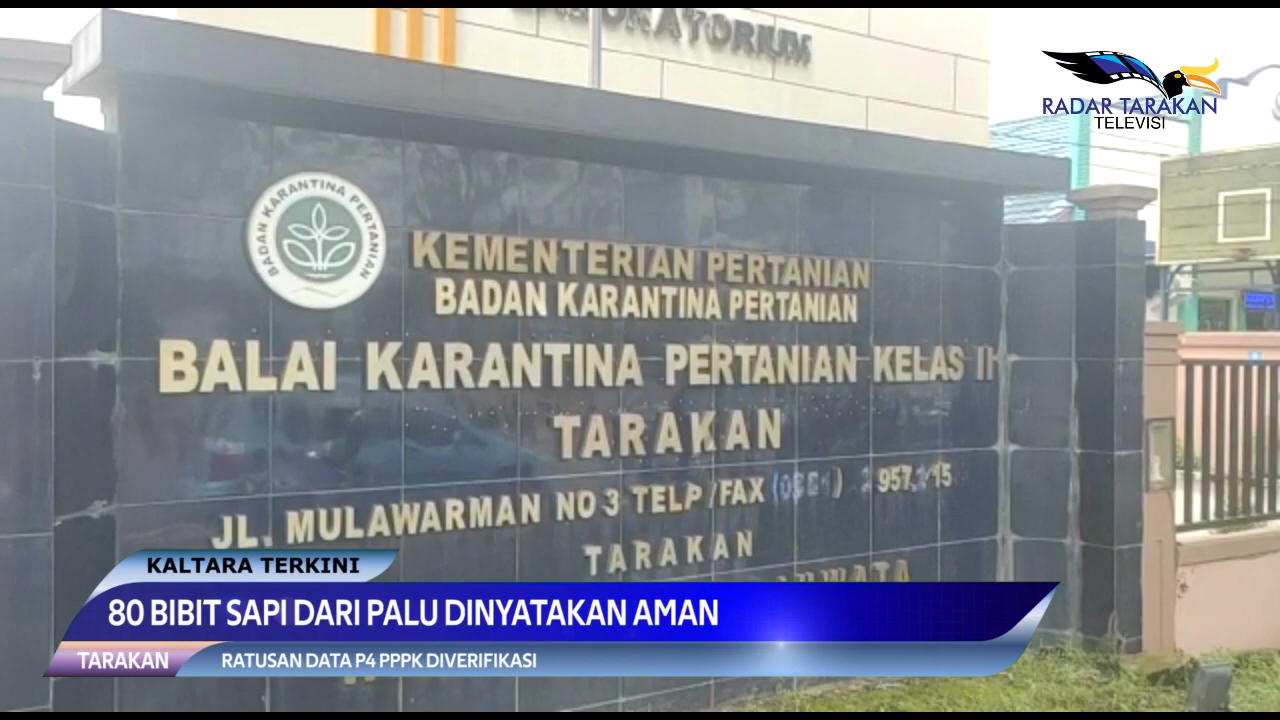 RADAR TARAKAN
TELEVISI
BADAN KARANTINA PERTANIAN
KEMENTERIAN PERTANIAN
BADAN KARANTINA PERTANIAN
BALAI KARANTINA PERTANIAN KELAS II
TARAKAN
JL. MULAWARMAN NO 3 TELP/FAX
TARAKAN
KALTARA TERKINI
80 BIBIT SAPI DARI PALU DINYATAKAN AMAN
TARAKAN
RATUSAN DATA P4 PPPK DIVERIFIKASI